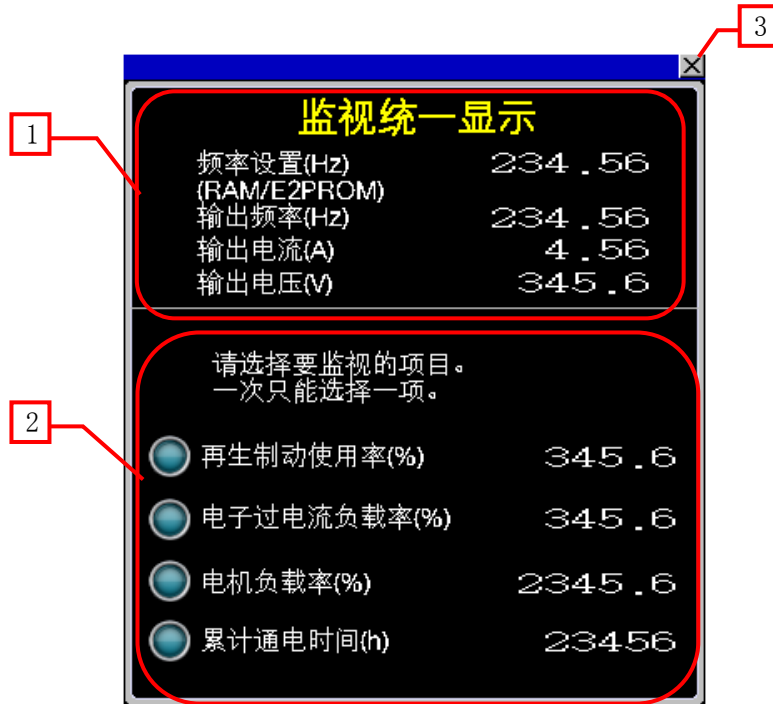 3
1
监视统一显示
频率设置(Hz) 234.56
(RAM/E2PROM)
输出频率(Hz) 234.56
输出电流(A) 4.56
输出电压(V) 345.6
2
请选择要监视的项目。
一次只能选择一项。
再生制动使用率(%) 345.6
电子过电流负载率(%) 345.6
电机负载率(%) 2345.6
累计通电时间(h) 23456